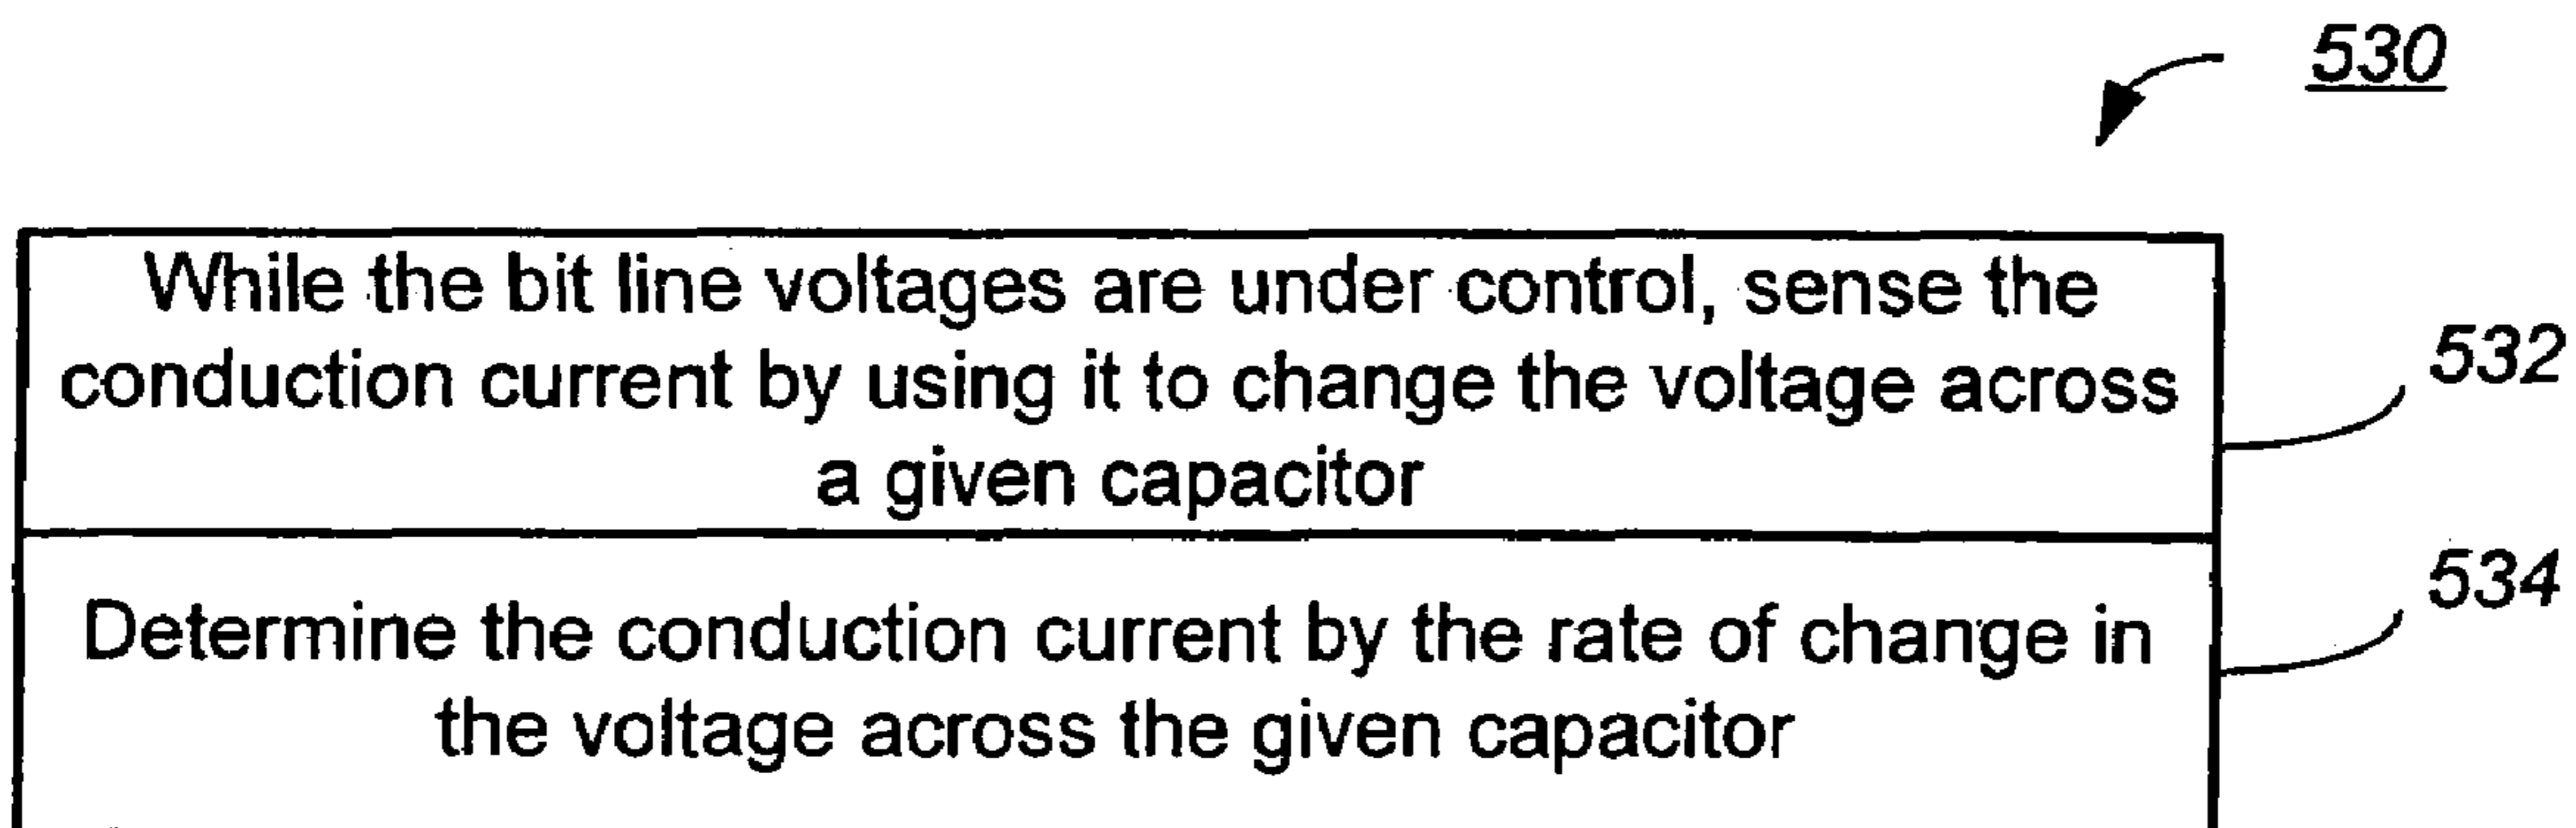 530
While the bit line voltages are under control, sense the
conduction current by using it to change the voltage across
a given capacitor
532
Determine the conduction current by the rate of change in
the voltage across the given capacitor
534